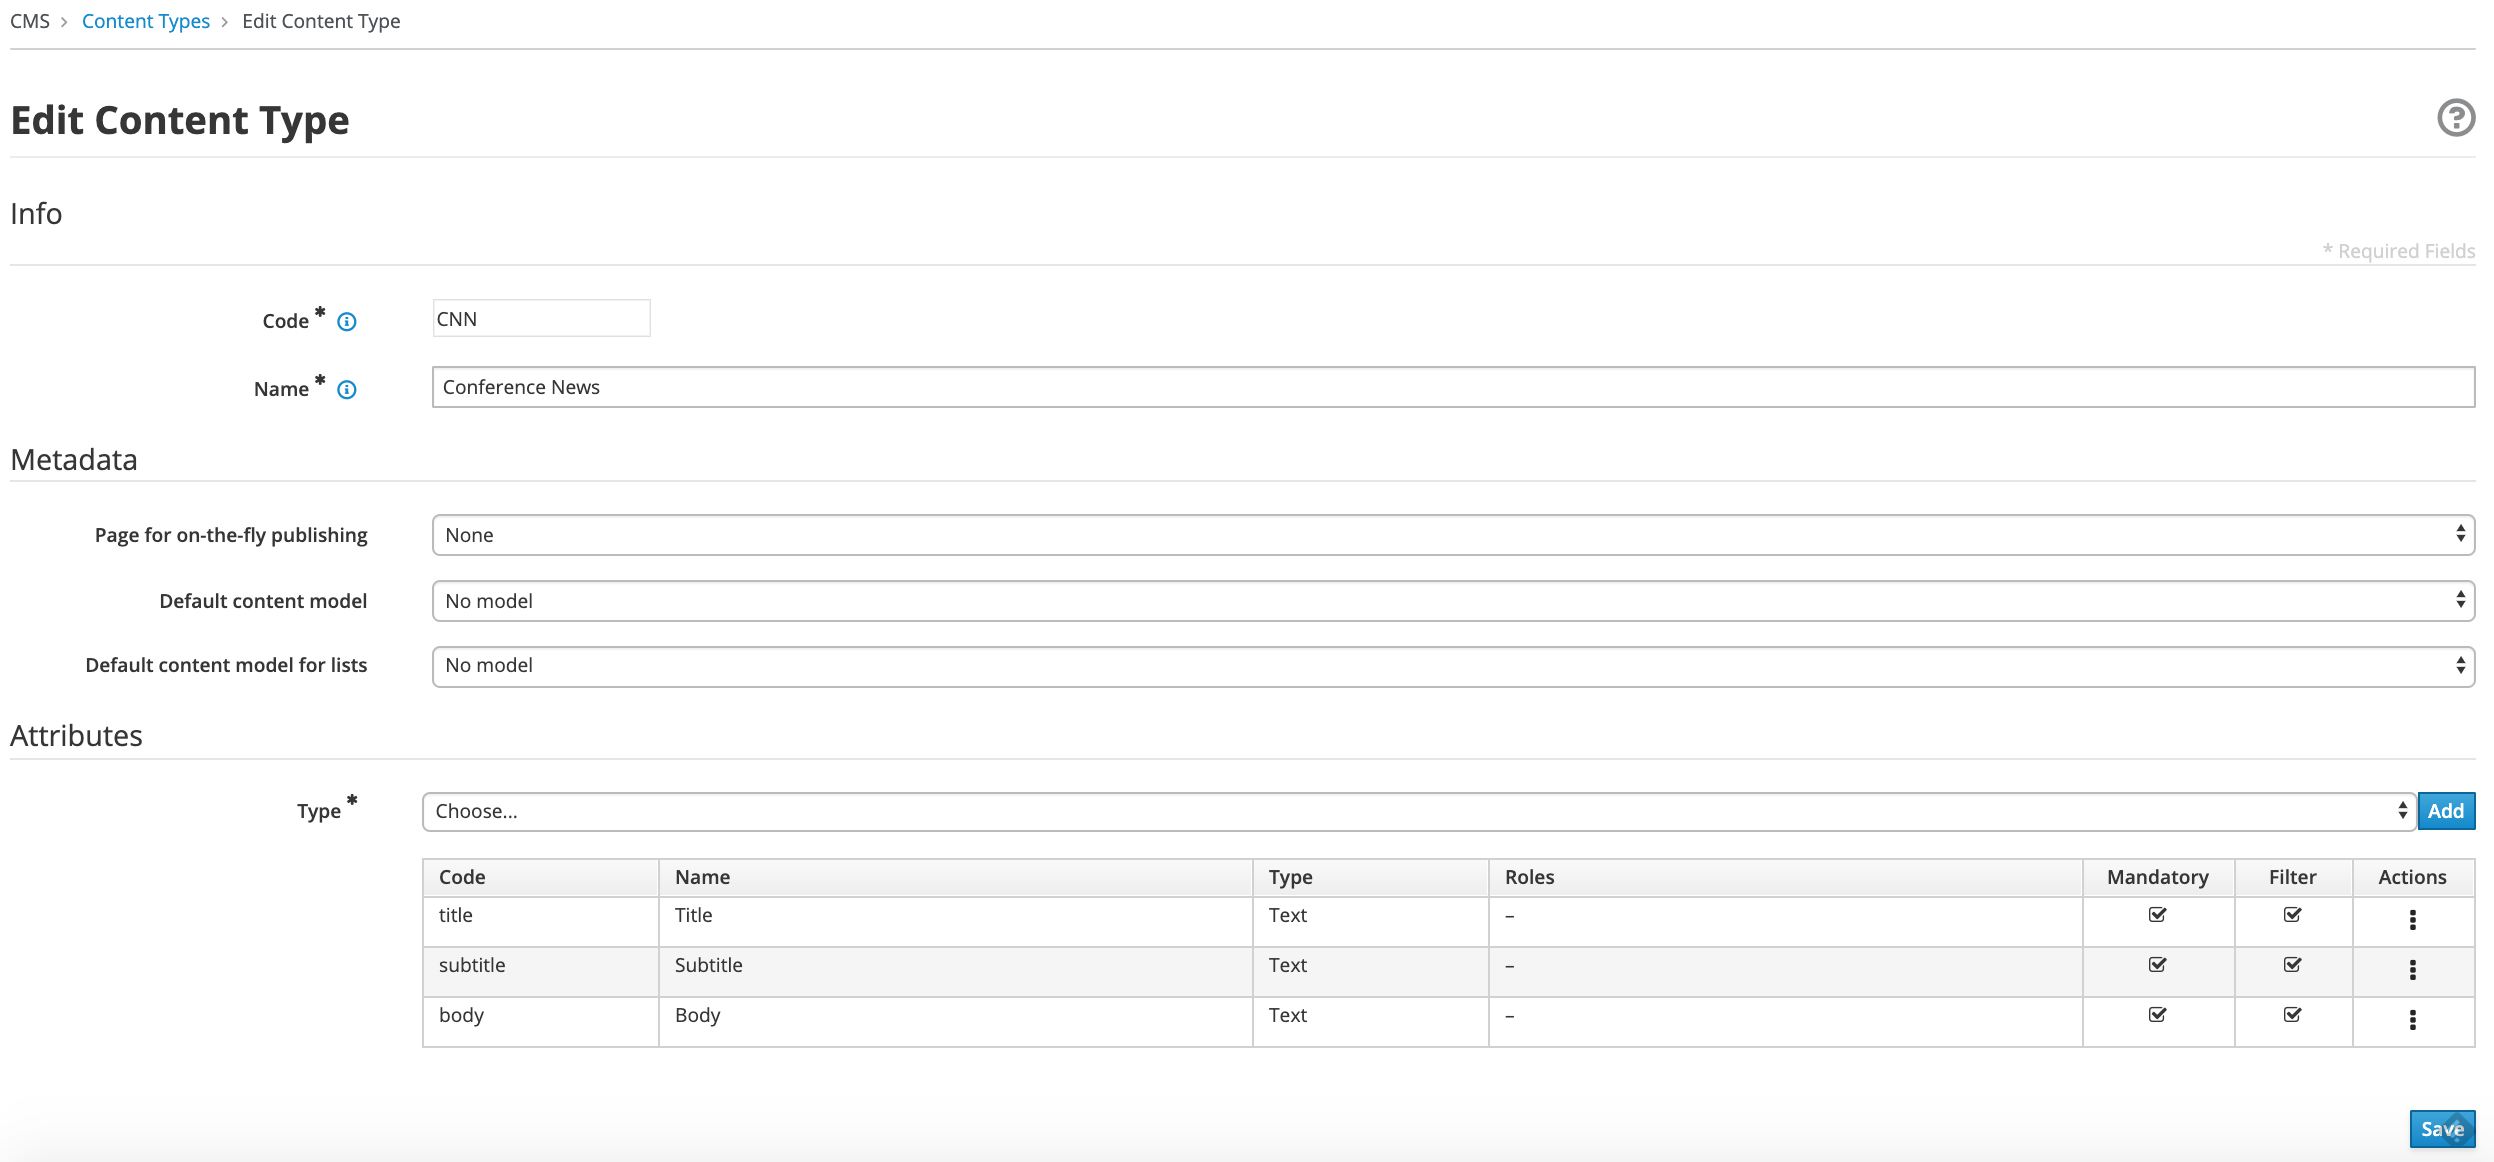 CMS > Content Types > Edit Content Type
Edit Content Type
Info
* Required Fields
Code *
CNN
Name *
Conference News
Metadata
Page for on-the-fly publishing
None
Default content model
No model
Default content model for lists
No model
Attributes
Type *
Choose...
Add
Code Name Type Roles Mandatory Filter Actions
title Title Text –
subtitle Subtitle Text –
body Body Text –
Save